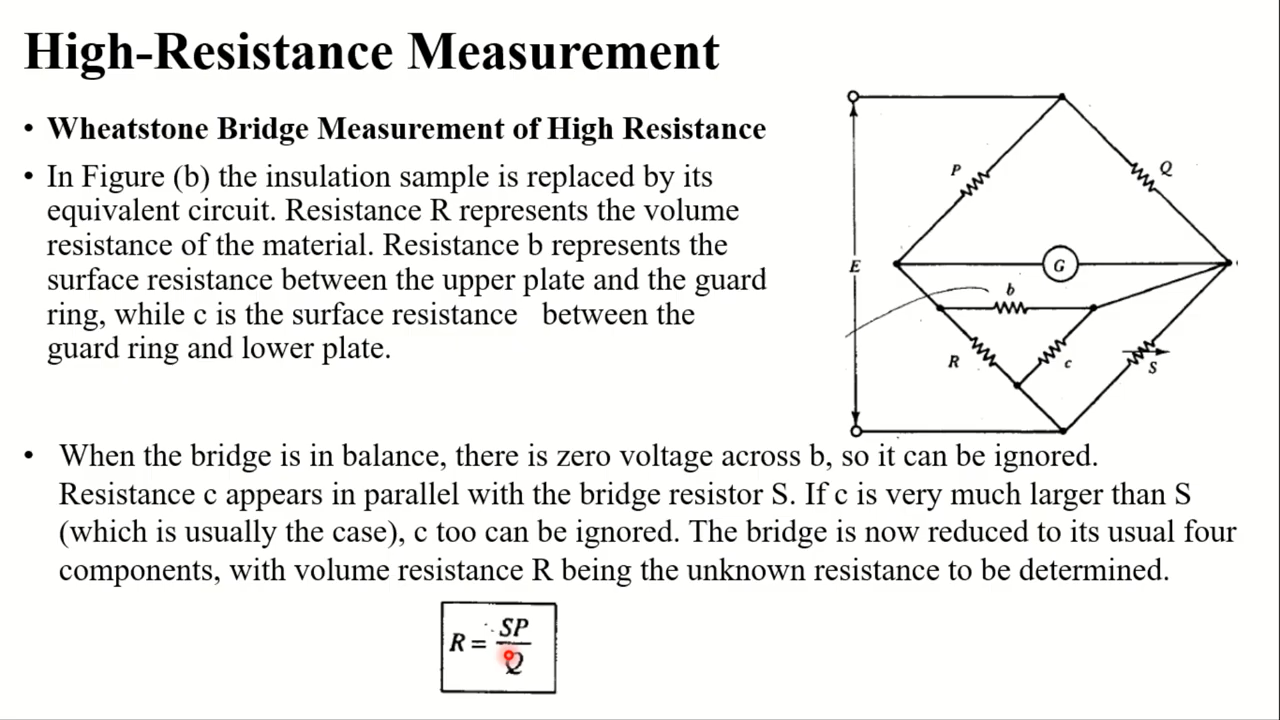 High-Resistance Measurement
• Wheatstone Bridge Measurement of High Resistance
• In Figure (b) the insulation sample is replaced by its
equivalent circuit. Resistance R represents the volume
resistance of the material. Resistance b represents the
surface resistance between the upper plate and the guard
ring, while c is the surface resistance between the
guard ring and lower plate.
P
Q
E
G
b
R
c
S
• When the bridge is in balance, there is zero voltage across b, so it can be ignored.
Resistance c appears in parallel with the bridge resistor S. If c is very much larger than S
(which is usually the case), c too can be ignored. The bridge is now reduced to its usual four
components, with volume resistance R being the unknown resistance to be determined.
R = SP/Q